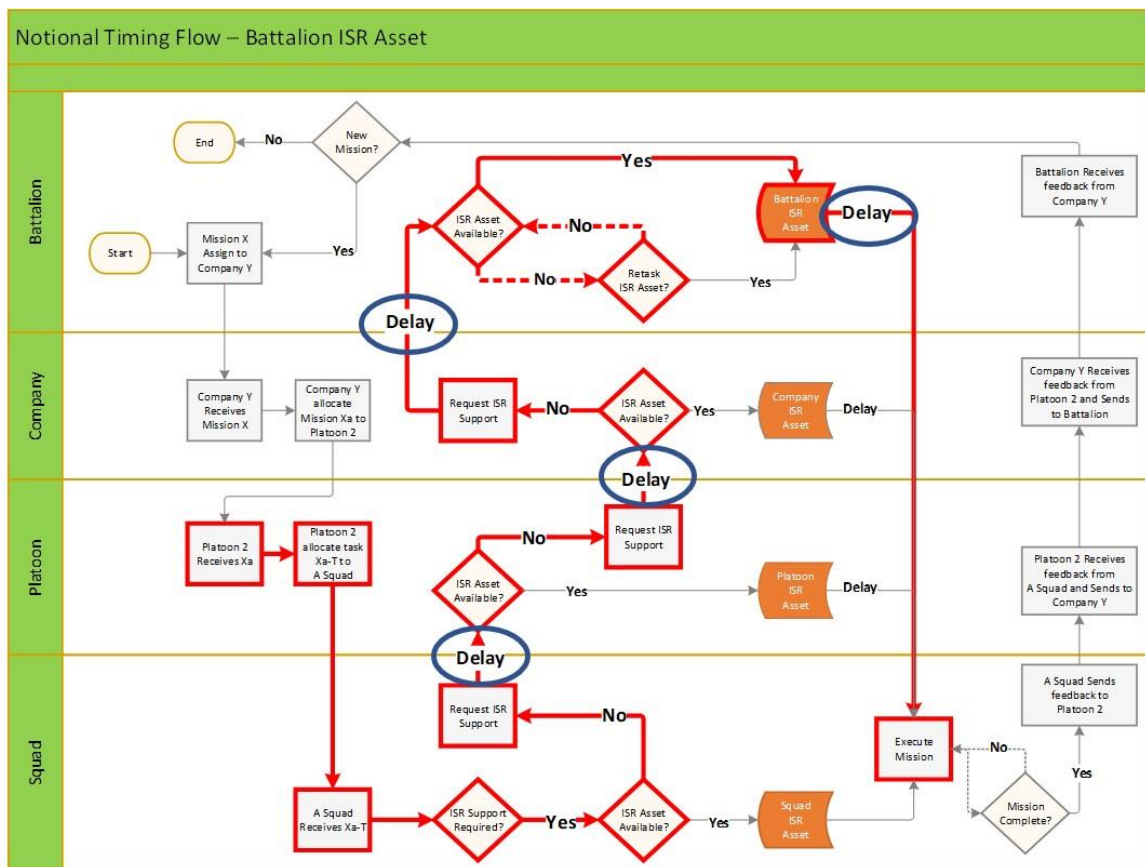 Notional Timing Flow – Battalion ISR Asset
Battalion
End
No
New
Mission?
Yes
Start
Mission X
Assign to
Company Y
ISR Asset
Available?
Yes
No
No
Retask
ISR Asset?
Yes
Battalion
ISR
Asset
Delay
Battalion Receives
feedback from
Company Y
Delay
Company
Company Y
Receives
Mission X
Company Y
allocate
Mission Xa to
Platoon 2
Request ISR
Support
No
ISR Asset
Available?
Yes
Company
ISR
Asset
Delay
Company Y Receives
feedback from
Platoon 2 and Sends
to Battalion
Delay
Platoon
Platoon 2
Receives Xa
Platoon 2
allocate task
Xa-T to
A Squad
ISR Asset
Available?
No
Request ISR
Support
Yes
Platoon
ISR
Asset
Delay
Platoon 2 Receives
feedback from
A Squad and Sends to
Company Y
Delay
Squad
Request ISR
Support
No
A Squad
Receives Xa-T
ISR Support
Required?
Yes
ISR Asset
Available?
Yes
Squad
ISR
Asset
Execute
Mission
No
Mission
Complete?
Yes
A Squad Sends
feedback to
Platoon 2